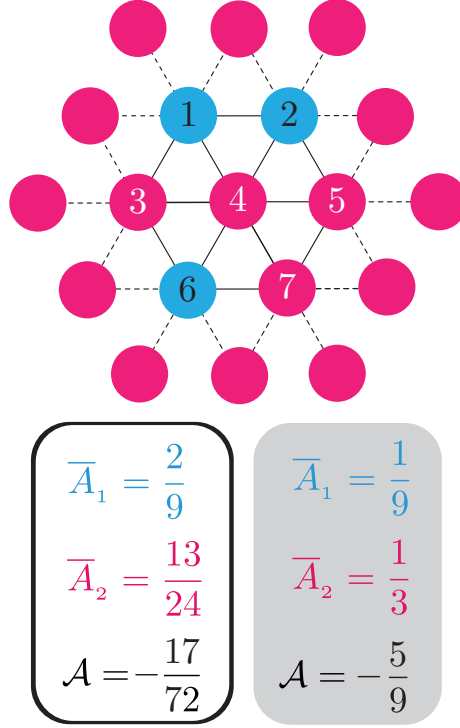 1 2
3 4 5
6 7
A̅₁ = 2/9
A̅₂ = 13/24
𝒜 = −17/72
A̅₁ = 1/9
A̅₂ = 1/3
𝒜 = −5/9